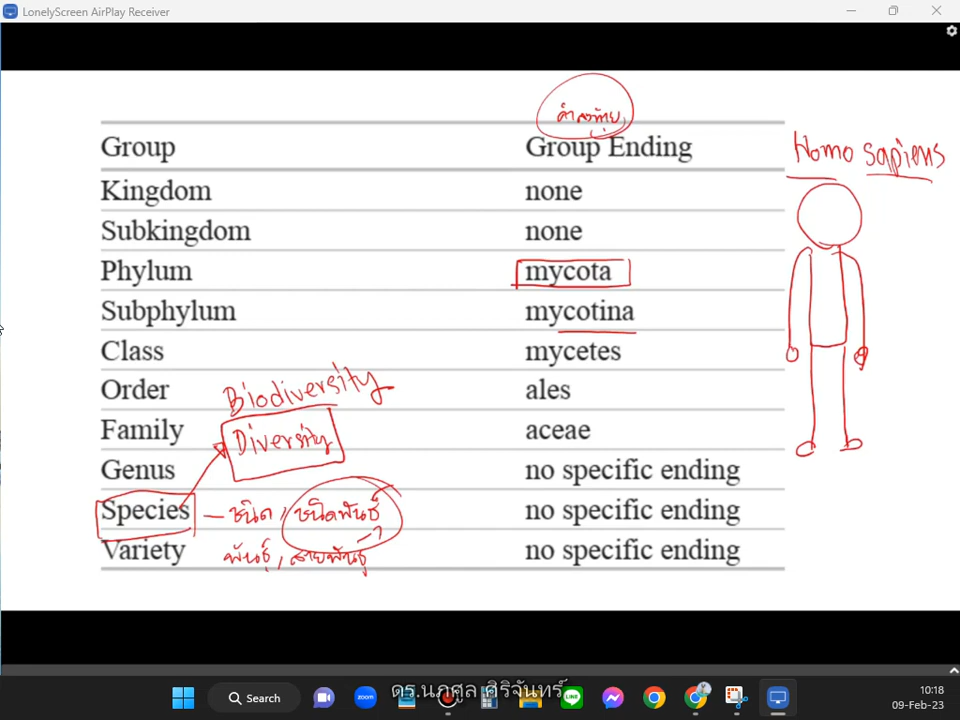 LonelyScreen AirPlay Receiver
คำลงท้าย
Group Group Ending
Homo sapiens
Kingdom none
Subkingdom none
Phylum mycota
Subphylum mycotina
Class mycetes
Order ales
Biodiversity
Family aceae
Diversity
Genus no specific ending
Species – ชนิด, ชนิดพันธุ์ no specific ending
Variety พันธุ์, สายพันธุ์ – ? no specific ending
ดร.นภศูล ศิริจันทร์
Search
zoom
10:18
09-Feb-23